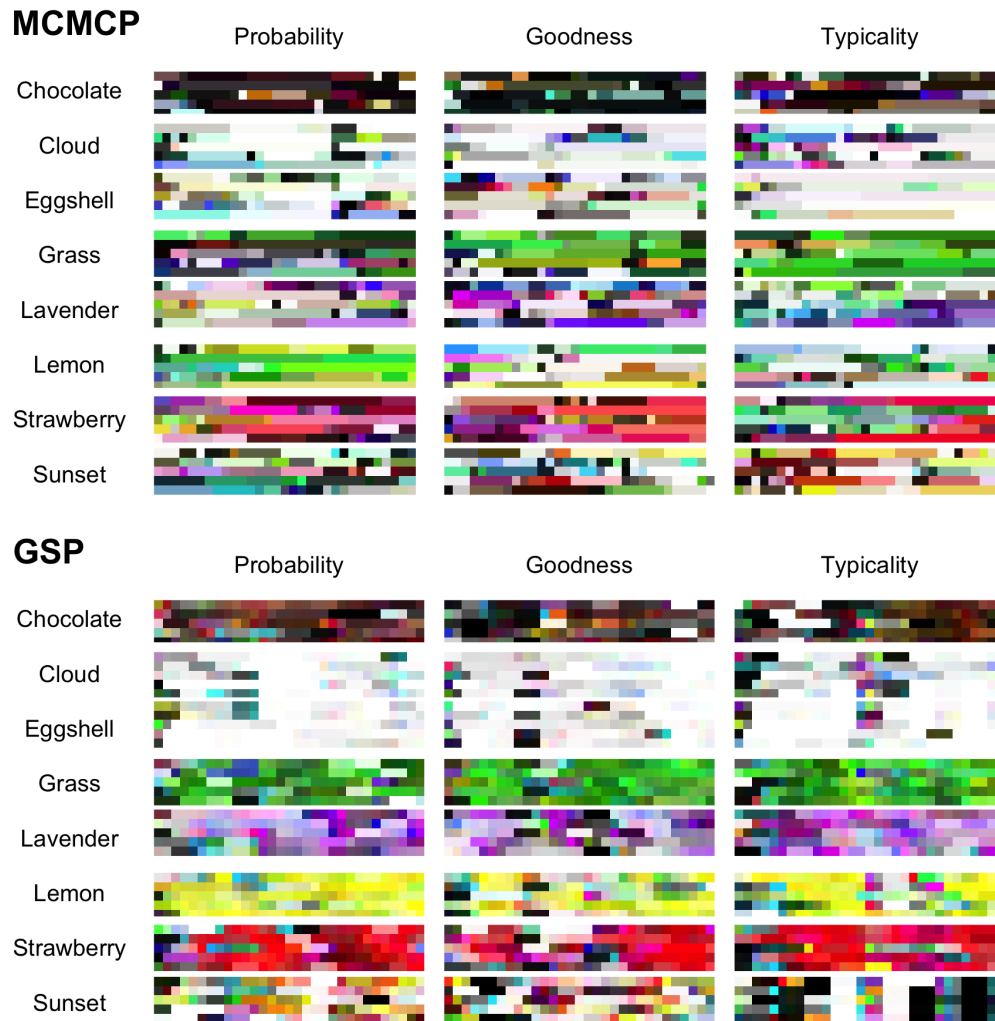 MCMCP
Probability Goodness Typicality
Chocolate
Cloud
Eggshell
Grass
Lavender
Lemon
Strawberry
Sunset
GSP
Probability Goodness Typicality
Chocolate
Cloud
Eggshell
Grass
Lavender
Lemon
Strawberry
Sunset